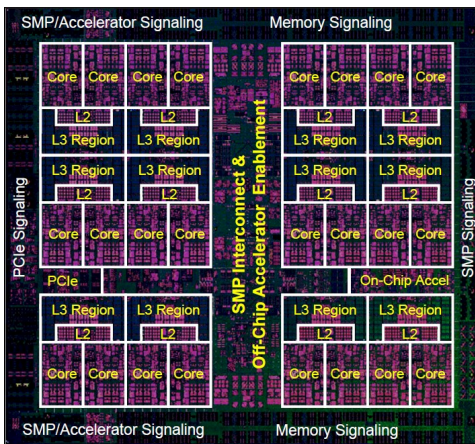 SMP/Accelerator Signaling
Memory Signaling
Core Core Core Core
Core Core Core Core
L2 L2
L2 L2
L3 Region L3 Region
L3 Region L3 Region
L3 Region L3 Region
L3 Region L3 Region
L2 L2
L2 L2
Core Core Core Core
Core Core Core Core
PCIe Signaling
SMP Interconnect &
Off-Chip Accelerator Enablement
SMP Signaling
PCIe
On-Chip Accel
L3 Region L3 Region
L3 Region L3 Region
L2 L2
L2 L2
Core Core Core Core
Core Core Core Core
SMP/Accelerator Signaling
Memory Signaling